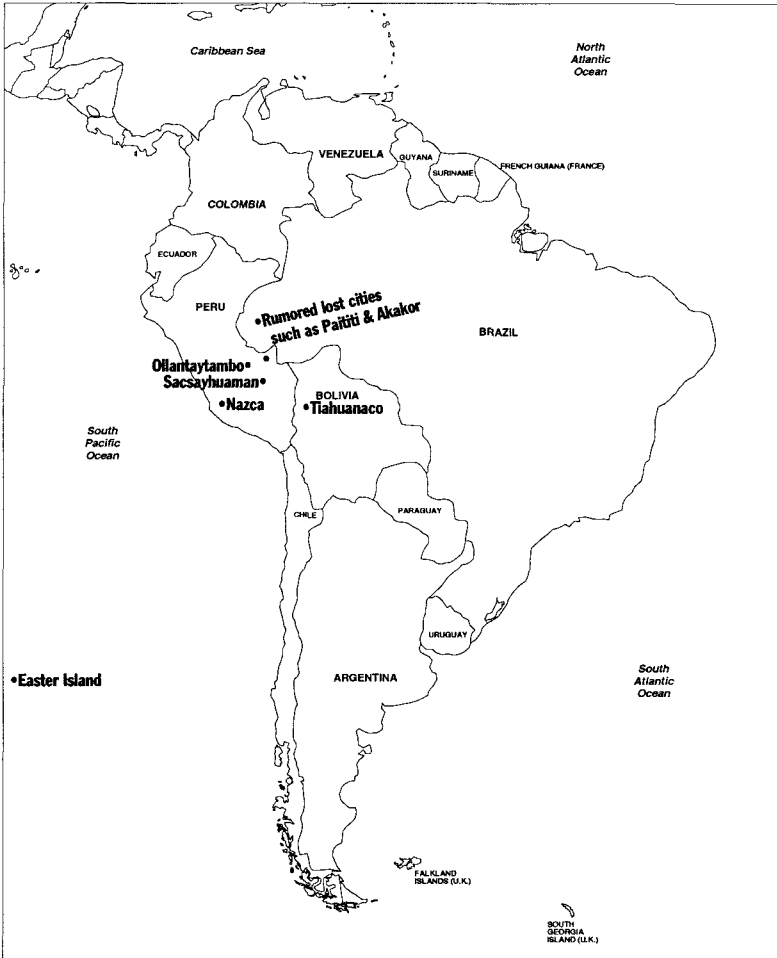 Caribbean Sea
North
Atlantic
Ocean
VENEZUELA
GUYANA
SURINAME
FRENCH GUIANA (FRANCE)
COLOMBIA
ECUADOR
PERU
•Rumored lost cities
such as Paititi & Akakor
BRAZIL
Ollantaytambo•
Sacsayhuaman•
•Nazca
BOLIVIA
•Tiahuanaco
South
Pacific
Ocean
CHILE
PARAGUAY
URUGUAY
•Easter Island
ARGENTINA
South
Atlantic
Ocean
FALKLAND
ISLANDS (U.K.)
SOUTH
GEORGIA
ISLAND (U.K.)